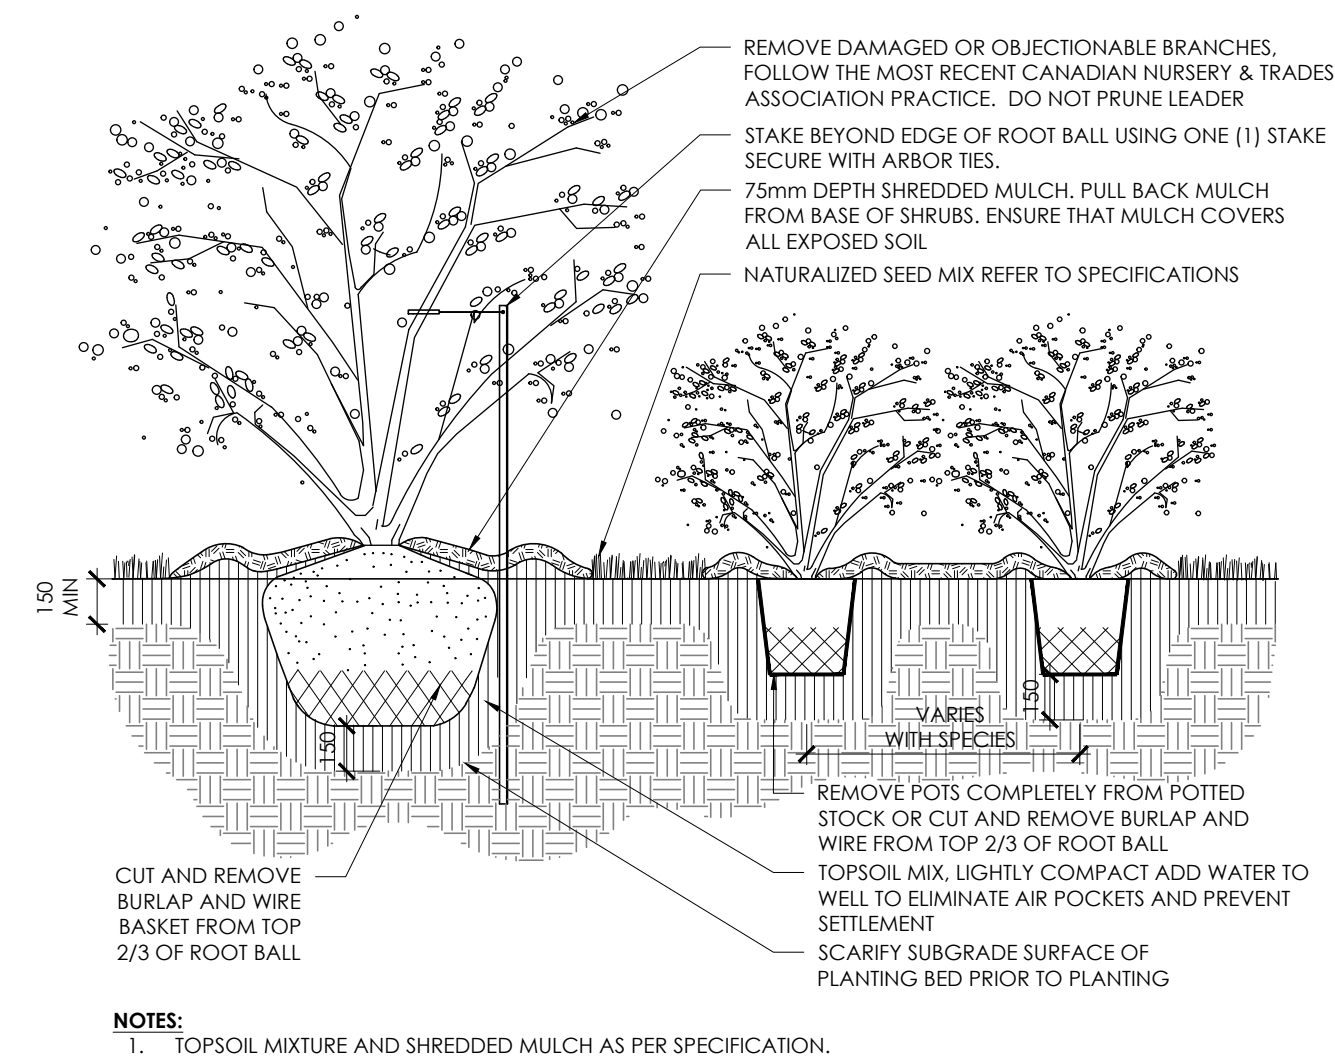 REMOVE DAMAGED OR OBJECTIONABLE BRANCHES,
FOLLOW THE MOST RECENT CANADIAN NURSERY & TRADES
ASSOCIATION PRACTICE.  DO NOT PRUNE LEADER
STAKE BEYOND EDGE OF ROOT BALL USING ONE (1) STAKE
SECURE WITH ARBOR TIES.
75mm DEPTH SHREDDED MULCH. PULL BACK MULCH
FROM BASE OF SHRUBS. ENSURE THAT MULCH COVERS
ALL EXPOSED SOIL
NATURALIZED SEED MIX REFER TO SPECIFICATIONS
150
MIN
150
150
VARIES
WITH SPECIES
REMOVE POTS COMPLETELY FROM POTTED
STOCK OR CUT AND REMOVE BURLAP AND
WIRE FROM TOP 2/3 OF ROOT BALL
TOPSOIL MIX, LIGHTLY COMPACT ADD WATER TO
WELL TO ELIMINATE AIR POCKETS AND PREVENT
SETTLEMENT
SCARIFY SUBGRADE SURFACE OF
PLANTING BED PRIOR TO PLANTING
CUT AND REMOVE
BURLAP AND WIRE
BASKET FROM TOP
2/3 OF ROOT BALL
NOTES:
1. TOPSOIL MIXTURE AND SHREDDED MULCH AS PER SPECIFICATION.